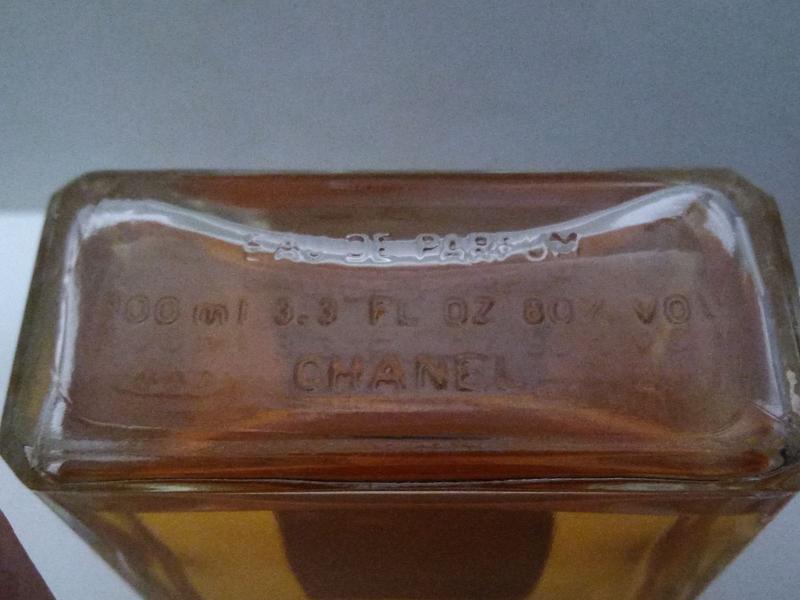 EAU DE PARFUM
100 ml 3.3 FL OZ 80% VOL
CHANEL